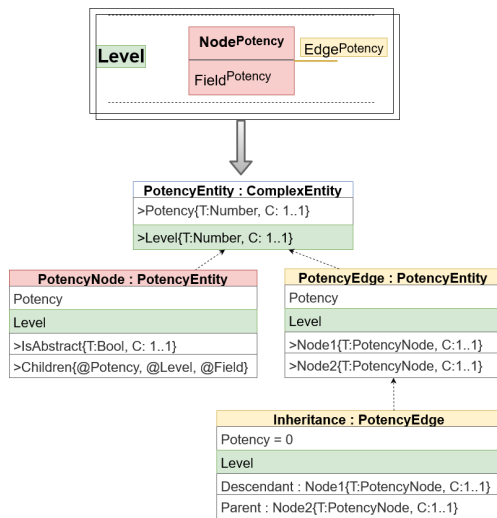 Level
NodePotency
EdgePotency
FieldPotency
PotencyEntity : ComplexEntity
>Potency{T:Number, C: 1..1}
>Level{T:Number, C: 1..1}
PotencyNode : PotencyEntity
Potency
Level
>IsAbstract{T:Bool, C: 1..1}
>Children{@Potency, @Level, @Field}
PotencyEdge : PotencyEntity
Potency
Level
>Node1{T:PotencyNode, C:1..1}
>Node2{T:PotencyNode, C:1..1}
Inheritance : PotencyEdge
Potency = 0
Level
Descendant : Node1{T:PotencyNode, C:1..1}
Parent : Node2{T:PotencyNode, C:1..1}